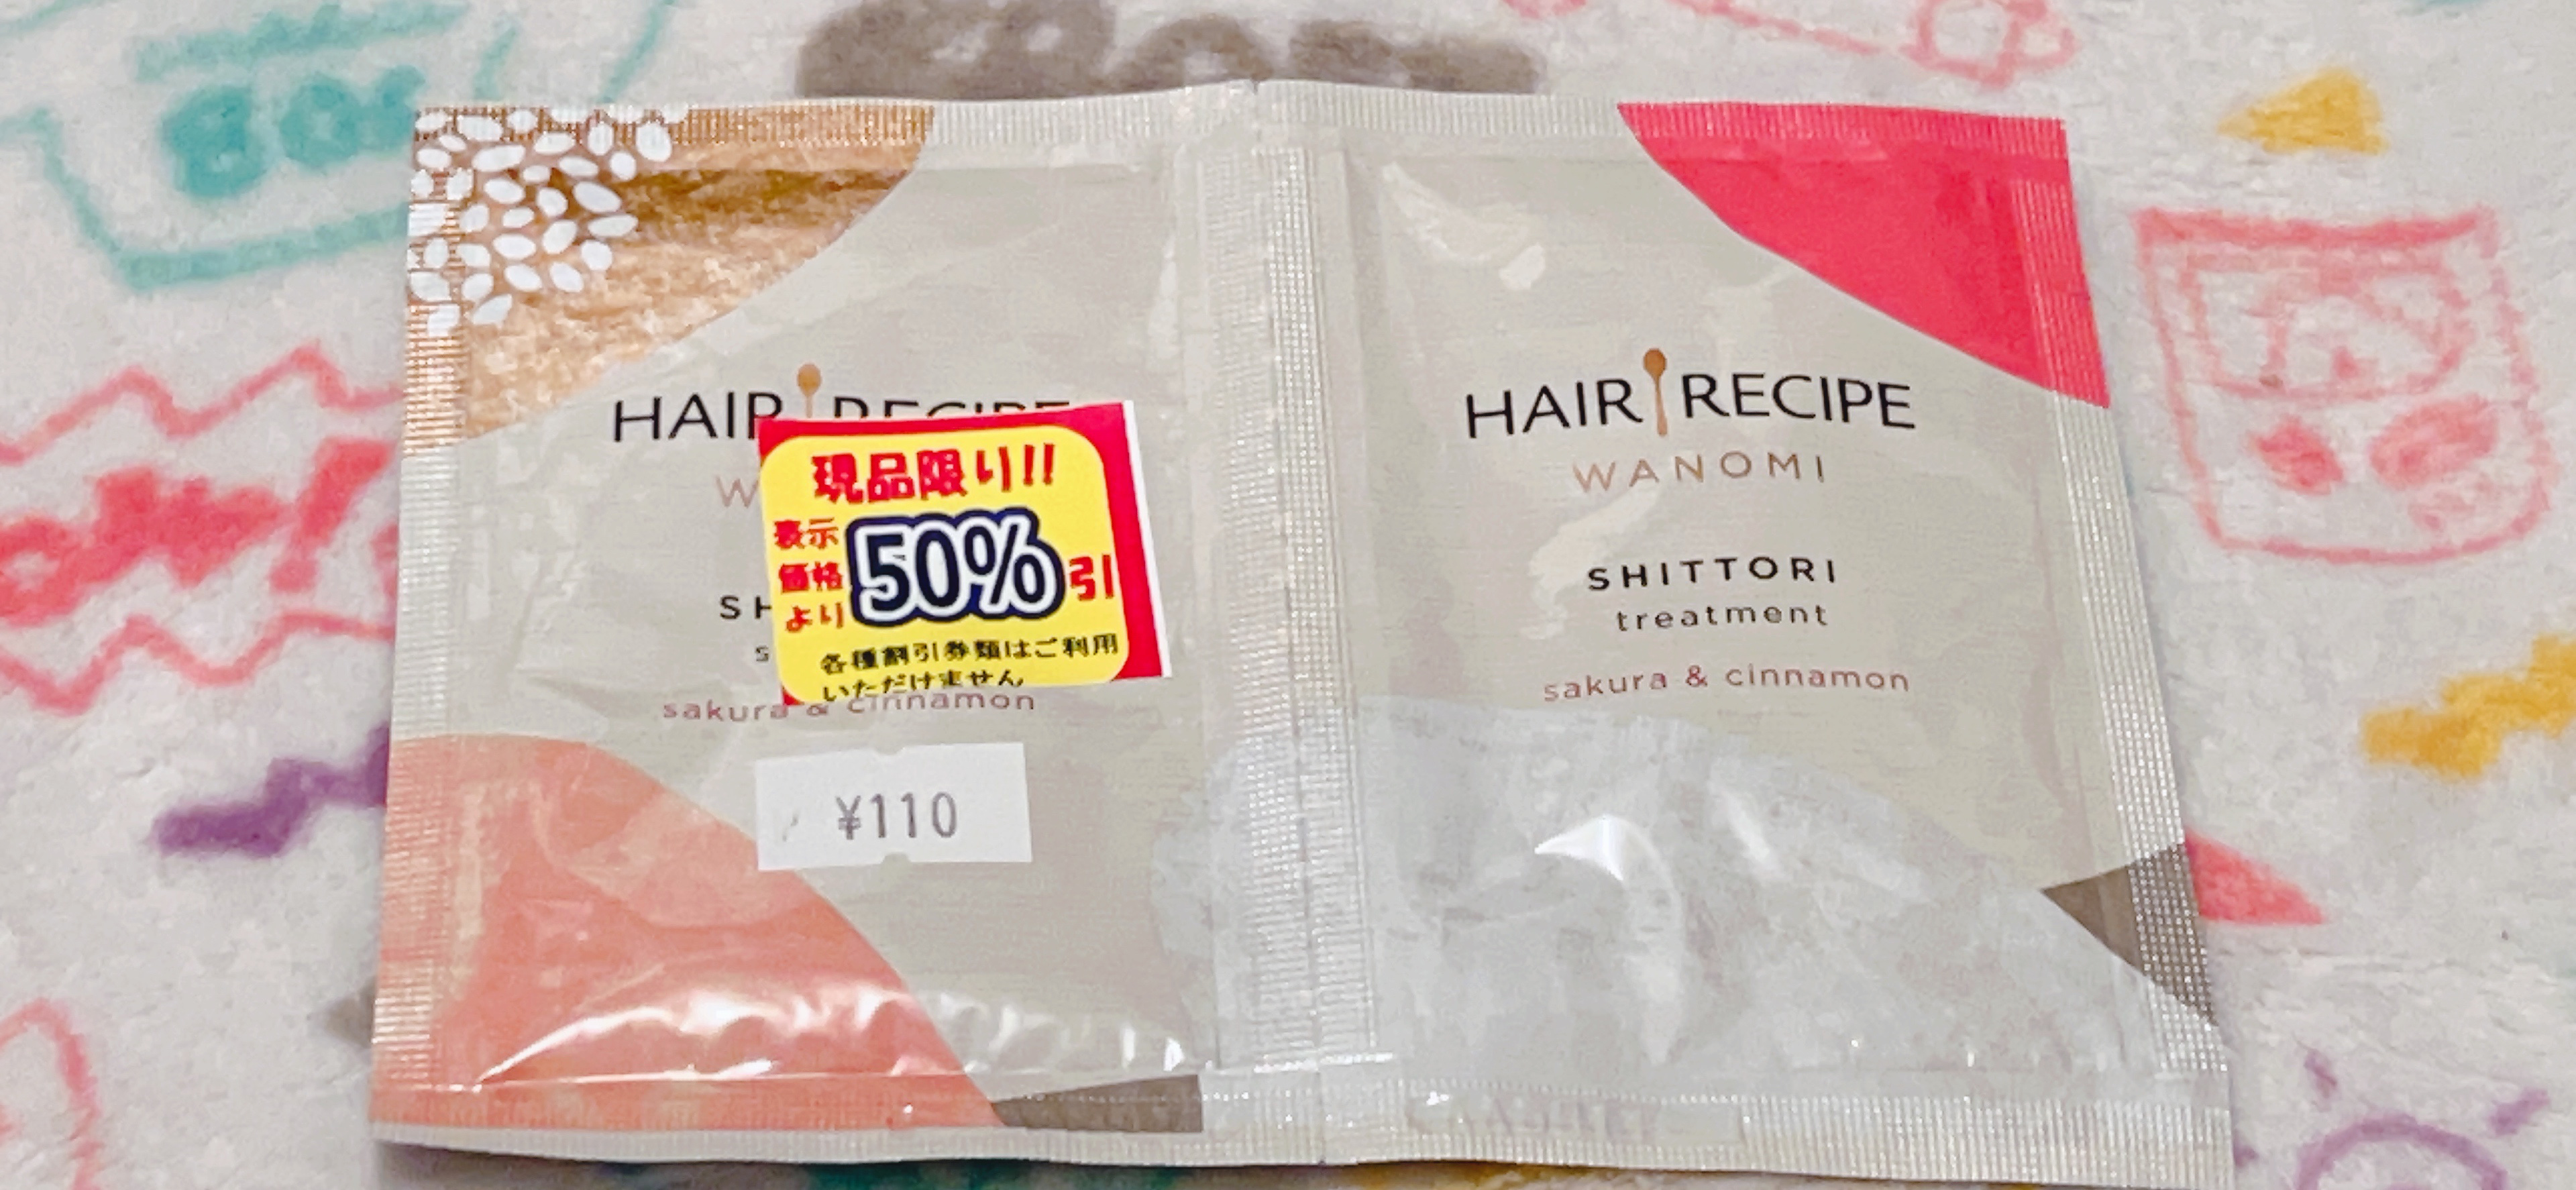 HAIR RECIPE
現品限り!!
表示
価格
より
50%引
各種割引券類はご利用
いただけません
sakura & cinnamon
¥110
HAIR RECIPE
WANOMI
SHITTORI
treatment
sakura & cinnamon